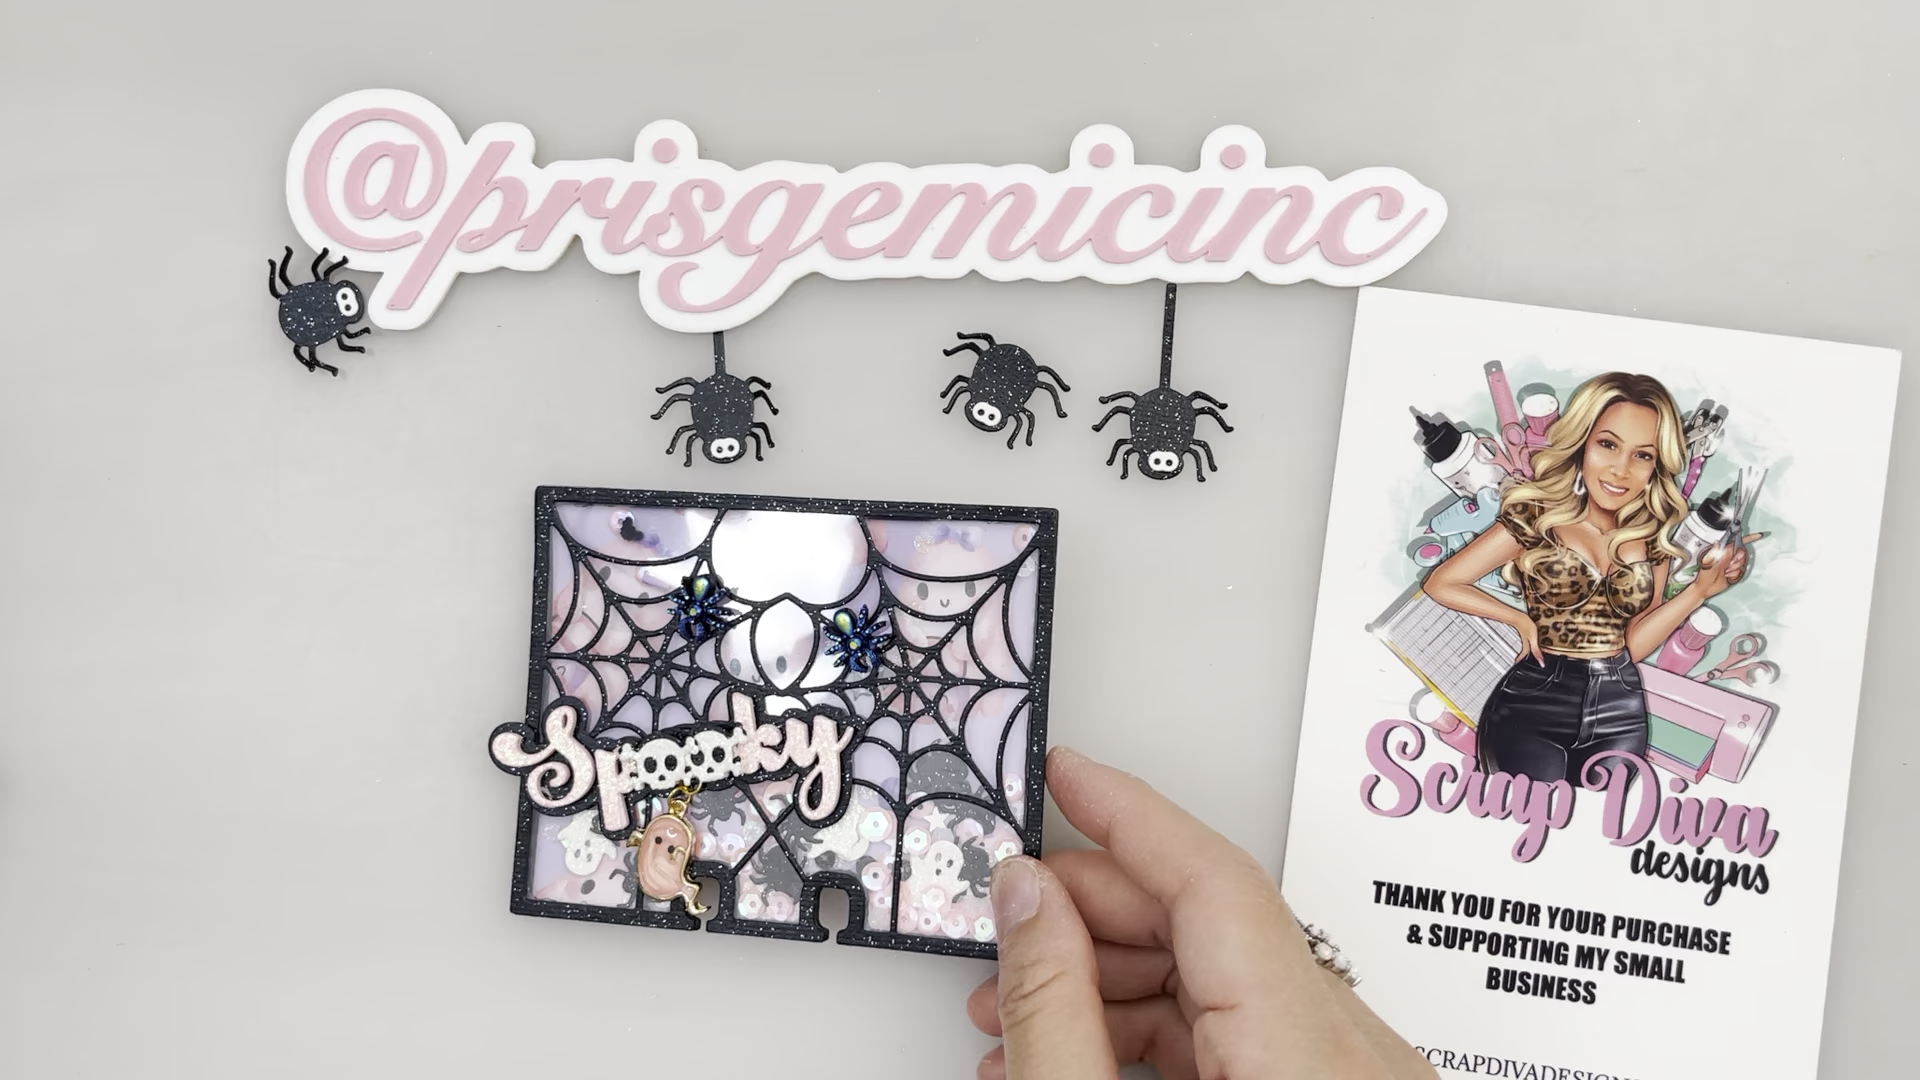 @prisgemicinc
Spooky
Scrap Diva
designs
THANK YOU FOR YOUR PURCHASE
& SUPPORTING MY SMALL
BUSINESS